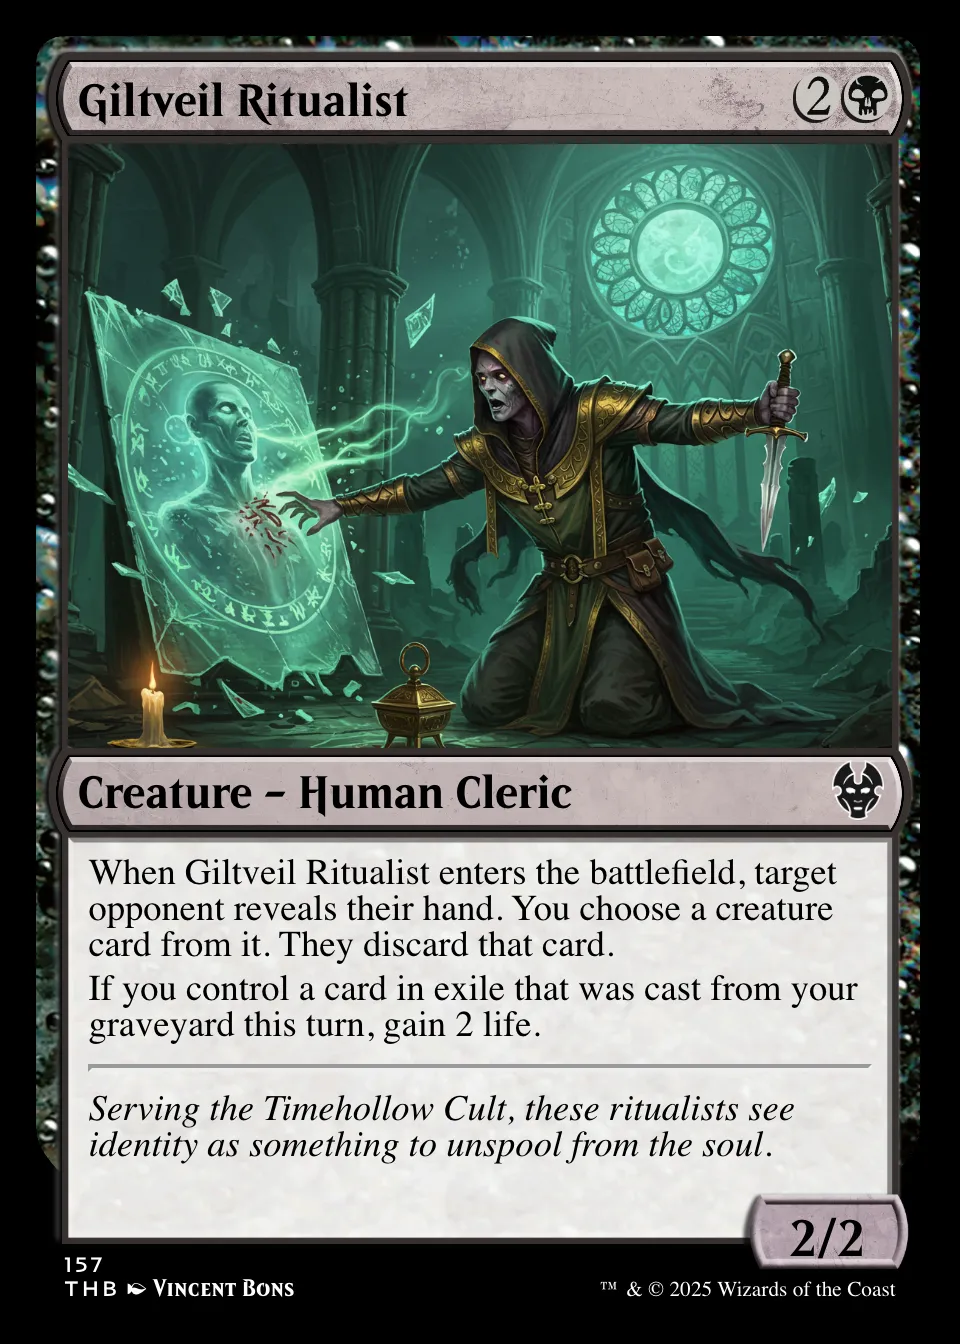 Giltveil Ritualist 2
Creature – Human Cleric
When Giltveil Ritualist enters the battlefield, target
opponent reveals their hand. You choose a creature
card from it. They discard that card.
If you control a card in exile that was cast from your
graveyard this turn, gain 2 life.
Serving the Timehollow Cult, these ritualists see
identity as something to unspool from the soul.
2/2
157
THB Vincent Bons
™ & © 2025 Wizards of the Coast